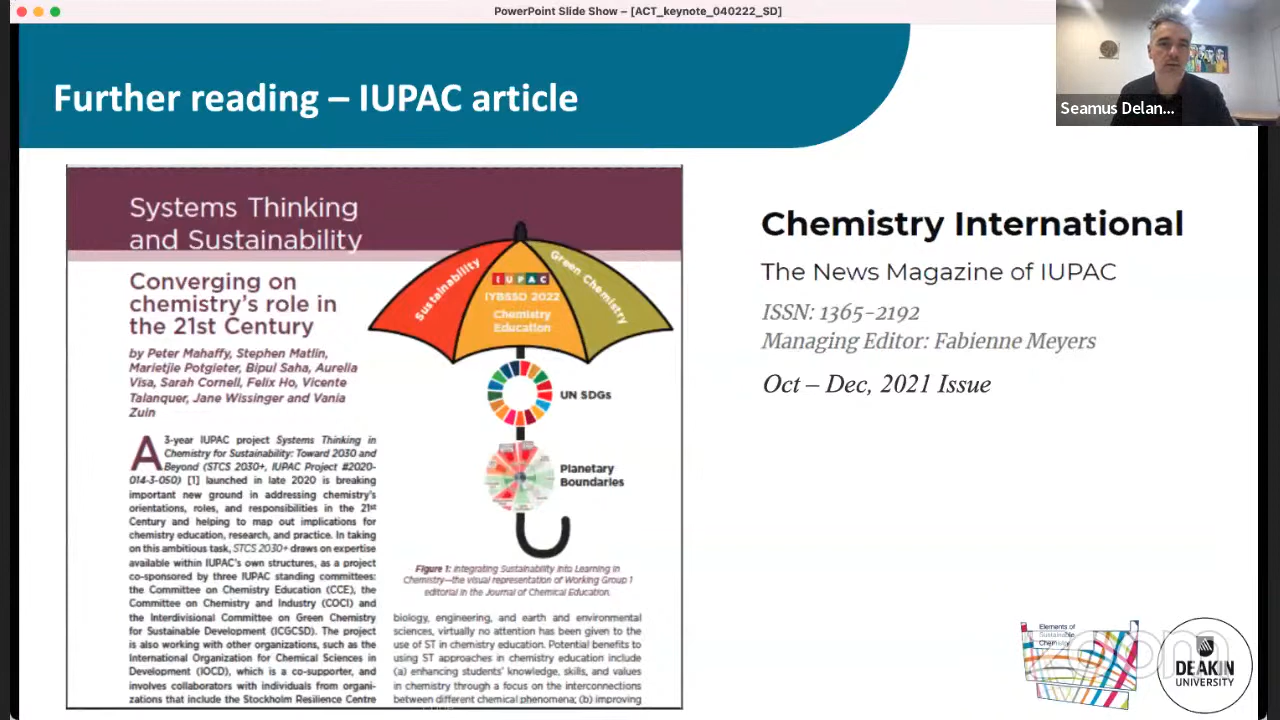 PowerPoint Slide Show – [ACT_keynote_040222_SD]
Seamus Delan...
Further reading – IUPAC article
Systems Thinking
and Sustainability
Converging on
chemistry's role in
the 21st Century
by Peter Mahaffy, Stephen Matlin,
Marietjie Potgieter, Bipul Saha, Aurelia
Visa, Sarah Cornell, Felix Ho, Vicente
Talanquer, Jane Wissinger and Vania
Zuin
A 3-year IUPAC project Systems Thinking in
Chemistry for Sustainability: Toward 2030 and
Beyond (STCS 2030+, IUPAC Project #2020-
014-3-050) [1] launched in late 2020 is breaking
important new ground in addressing chemistry's
orientations, roles, and responsibilities in the 21st
Century and helping to map out implications for
chemistry education, research, and practice. In taking
on this ambitious task, STCS 2030+ draws on expertise
available within IUPAC's own structures, as a project
co-sponsored by three IUPAC standing committees:
the Committee on Chemistry Education (CCE), the
Committee on Chemistry and Industry (COCI) and
the Interdivisional Committee on Green Chemistry
for Sustainable Development (ICGCSD). The project
is also working with other organizations, such as the
International Organization for Chemical Sciences in
Development (IOCD), which is a co-supporter, and
involves collaborators with individuals from organi-
zations that include the Stockholm Resilience Centre
Sustainability
IUPAC
IYBSSD 2022
Chemistry
Education
Green Chemistry
UN SDGs
Planetary
Boundaries
Figure 1: Integrating Sustainability into Learning in
Chemistry—the visual representation of Working Group 1
editorial in the Journal of Chemical Education.
biology, engineering, and earth and environmental
sciences, virtually no attention has been given to the
use of ST in chemistry education. Potential benefits to
using ST approaches in chemistry education include
(a) enhancing students' knowledge, skills, and values
in chemistry through a focus on the interconnections
between different chemical phenomena; (b) improving
Chemistry International
The News Magazine of IUPAC
ISSN: 1365-2192
Managing Editor: Fabienne Meyers
Oct – Dec, 2021 Issue
Elements of
Sustainable
Chemistry
zoom
DEAKIN
UNIVERSITY